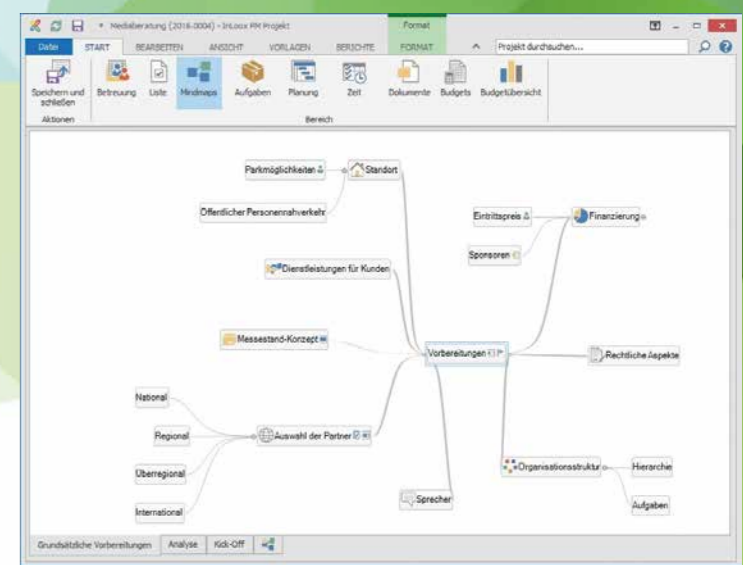 * Mediaberatung (2016-0004) - InLoox PM Projekt
Format
Datei START BEARBEITEN ANSICHT VORLAGEN BERICHTE FORMAT Projekt durchsuchen...
Speichern und schließen
Betreuung Liste Mindmaps Aufgaben Planung Zeit Dokumente Budgets Budgetübersicht
Aktionen Bereich
Parkmöglichkeiten Standort
Öffentlicher Personennahverkehr
Eintrittspreis Finanzierung
Sponsoren
Dienstleistungen für Kunden
Messestand-Konzept
Vorbereitungen
Rechtliche Aspekte
National
Regional Auswahl der Partner
Überregional
International
Sprecher
Organisationsstruktur Hierarchie
Aufgaben
Grundsätzliche Vorbereitungen Analyse Kick-Off